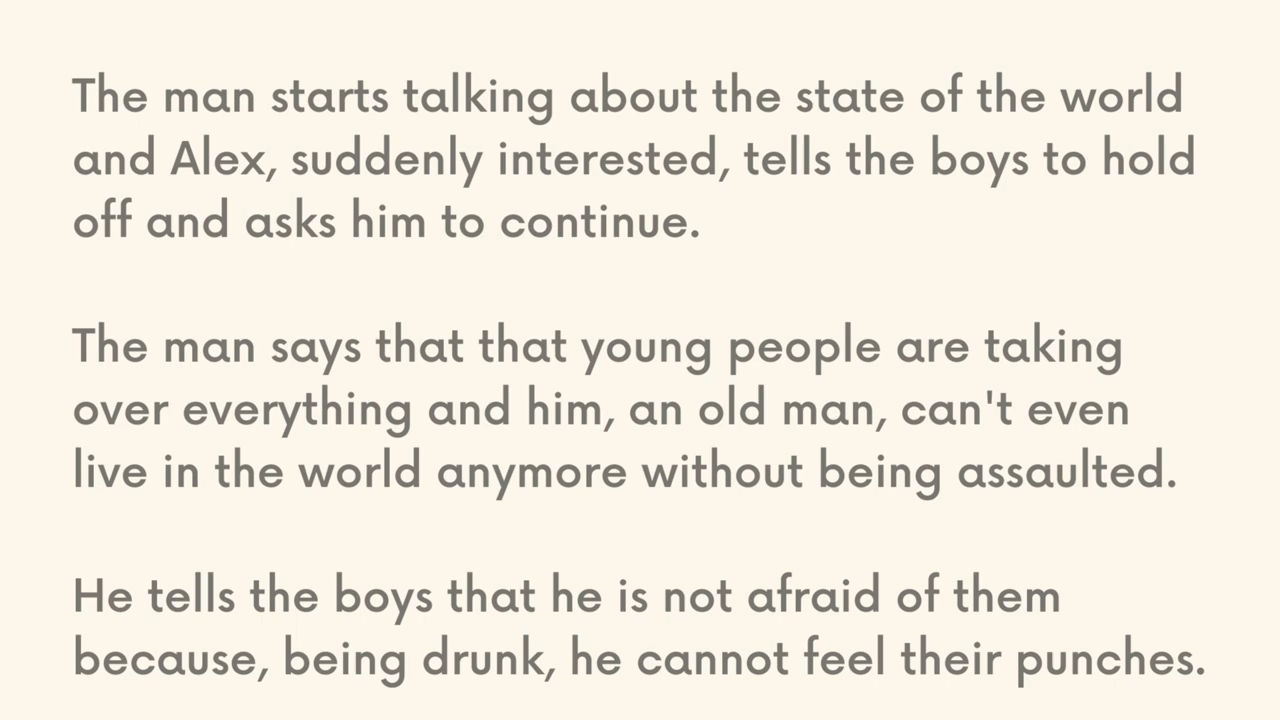 The man starts talking about the state of the world
and Alex, suddenly interested, tells the boys to hold
off and asks him to continue.
The man says that that young people are taking
over everything and him, an old man, can't even
live in the world anymore without being assaulted.
He tells the boys that he is not afraid of them
because, being drunk, he cannot feel their punches.